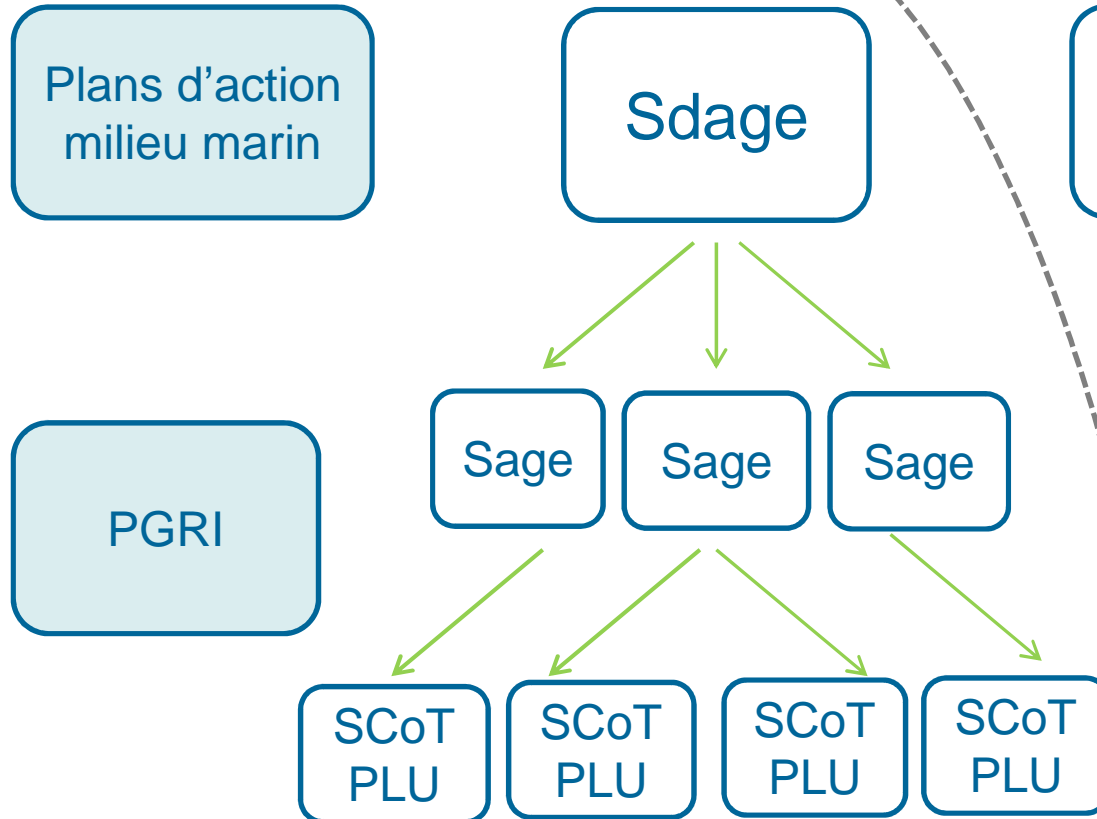 Plans d’action
milieu marin
Sdage
Sage
Sage
Sage
PGRI
SCoT
PLU
SCoT
PLU
SCoT
PLU
SCoT
PLU